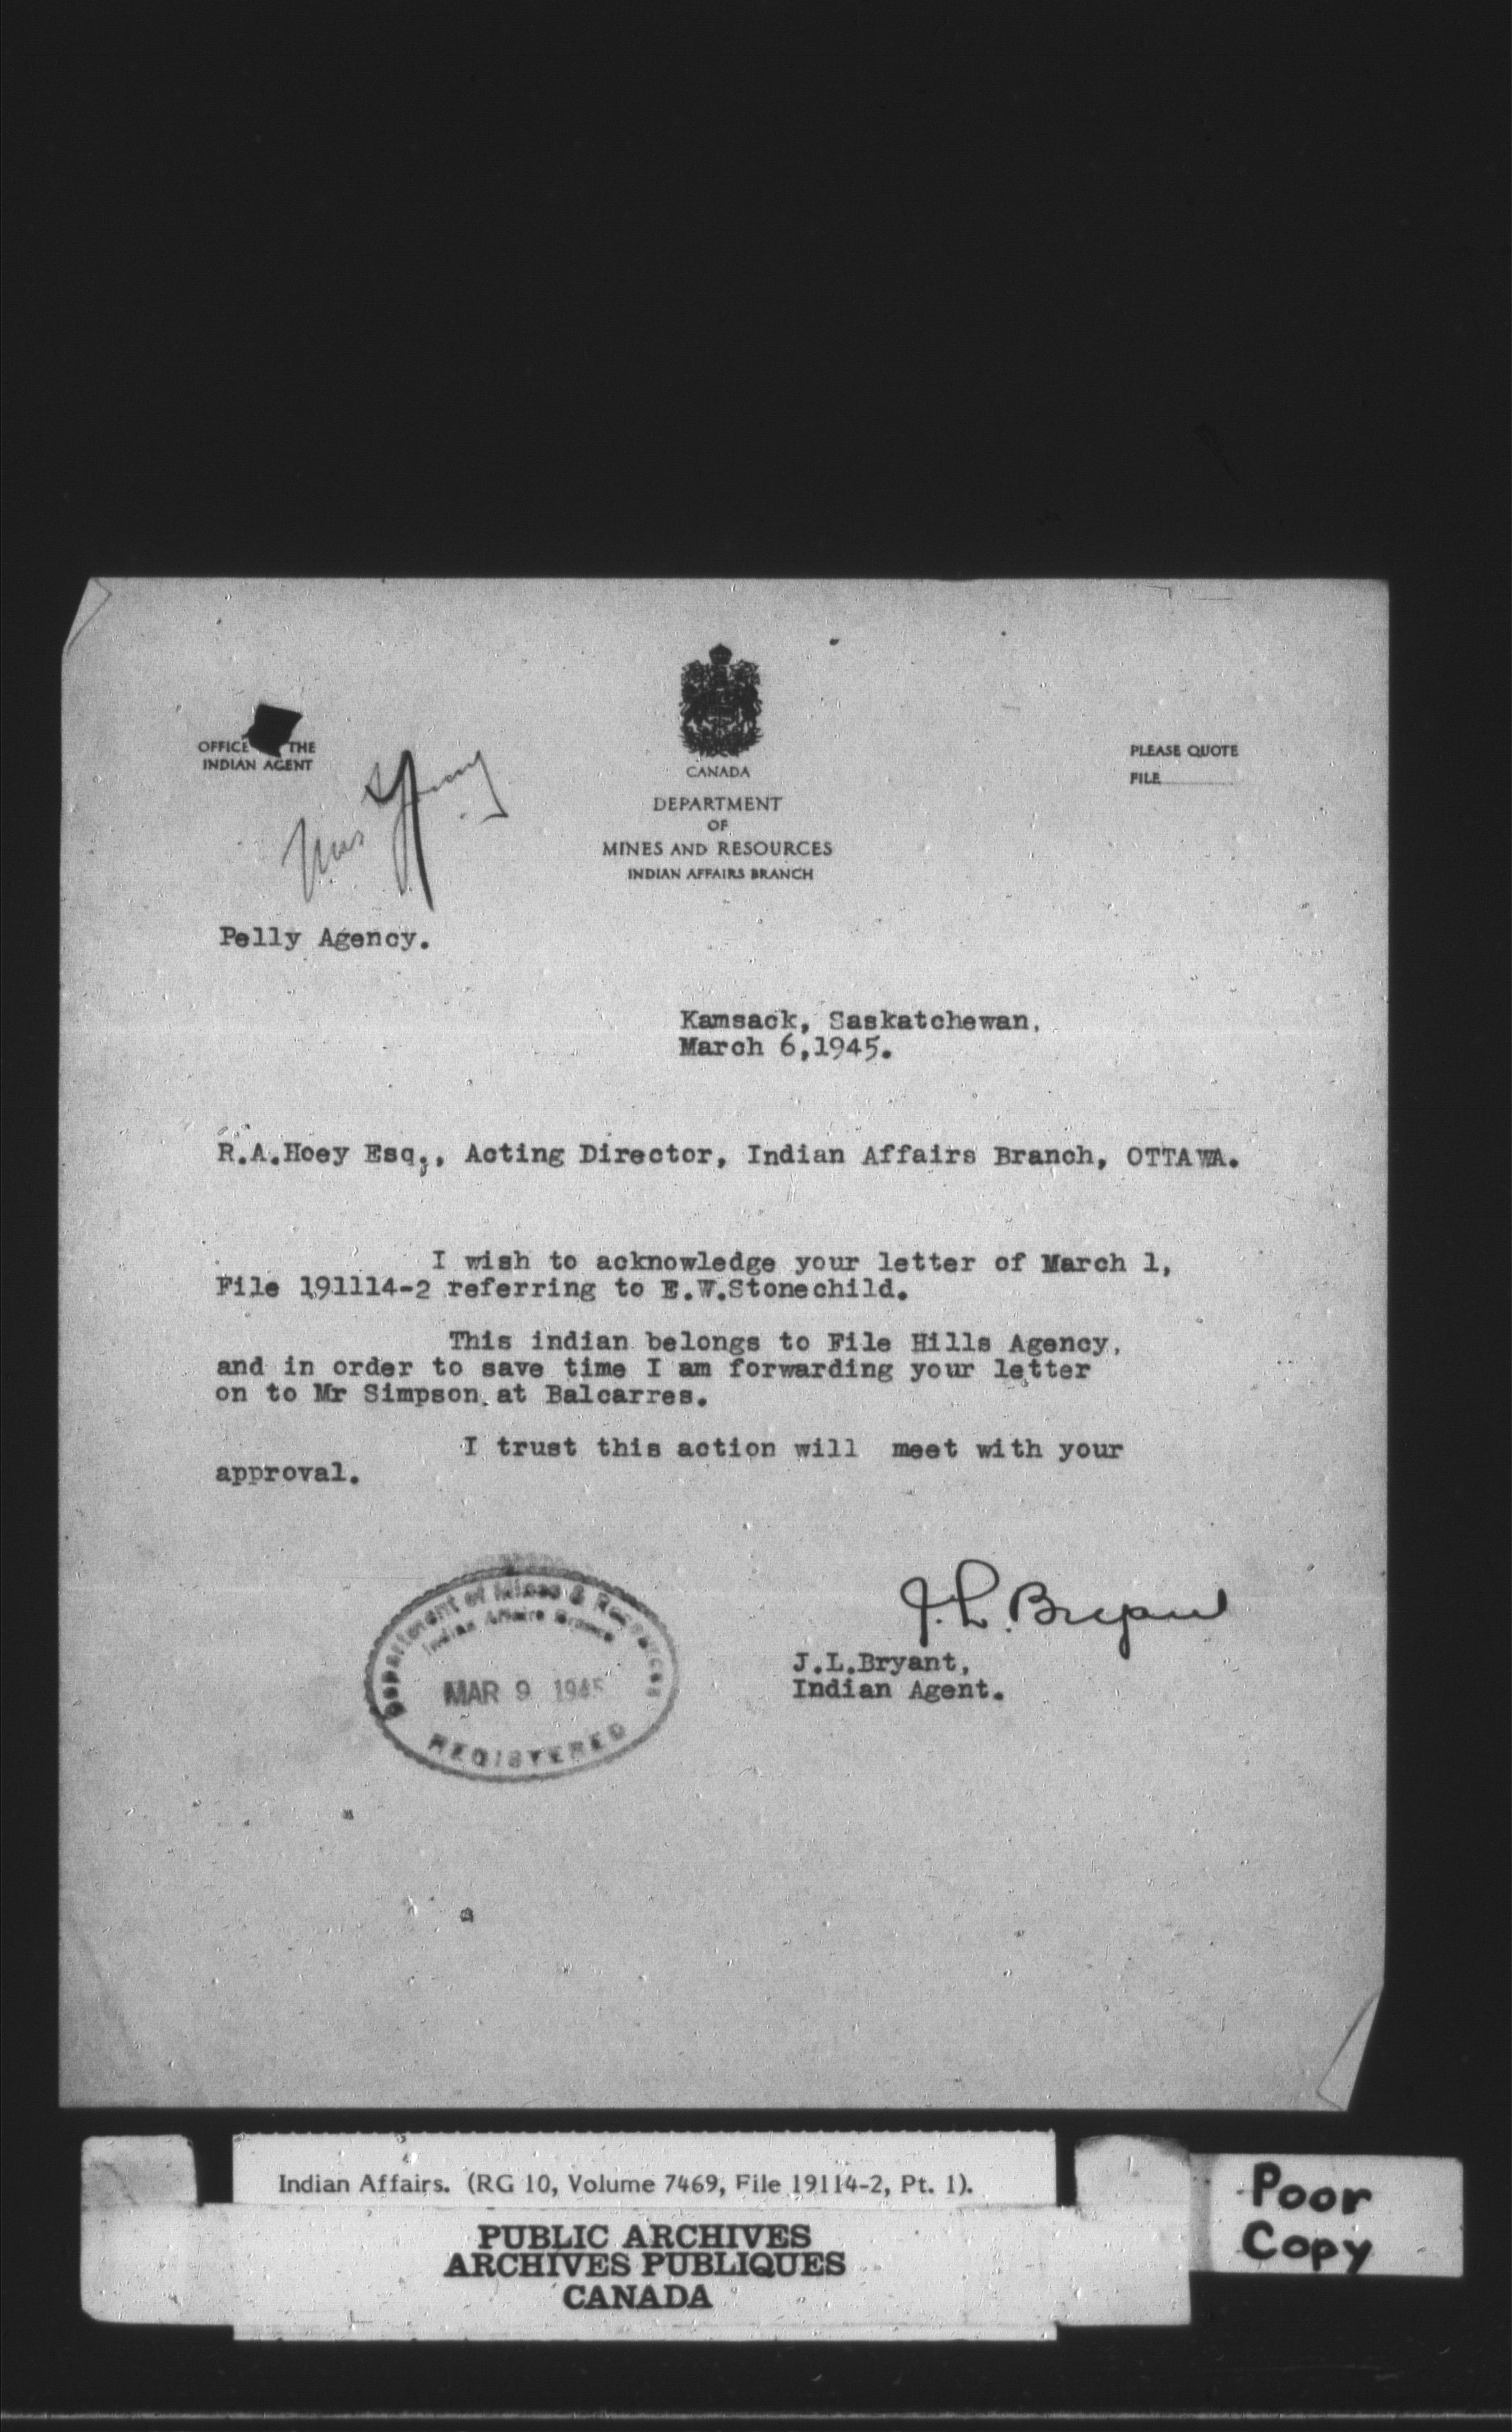 OFFICE THE
INDIAN AGENT
CANADA
DEPARTMENT
OF
MINES AND RESOURCES
INDIAN AFFAIRS BRANCH
PLEASE QUOTE
FILE
Pelly Agency.
Kamsack, Saskatchewan,
March 6,1945.
R.A.Hoey Esq., Acting Director, Indian Affairs Branch, OTTAWA.
I wish to acknowledge your letter of March 1,
File 191114-2 referring to E.W.Stonechild.
This indian belongs to File Hills Agency,
and in order to save time I am forwarding your letter
on to Mr Simpson at Balcarres.
I trust this action will meet with your
approval.
J.L. Bryant
J.L.Bryant,
Indian Agent.
Department of Mines & Resources
Indian Affairs Branch
MAR 9 1945
REGISTERED
Indian Affairs. (RG 10, Volume 7469, File 19114-2, Pt. 1).
PUBLIC ARCHIVES
ARCHIVES PUBLIQUES
CANADA
Poor
Copy